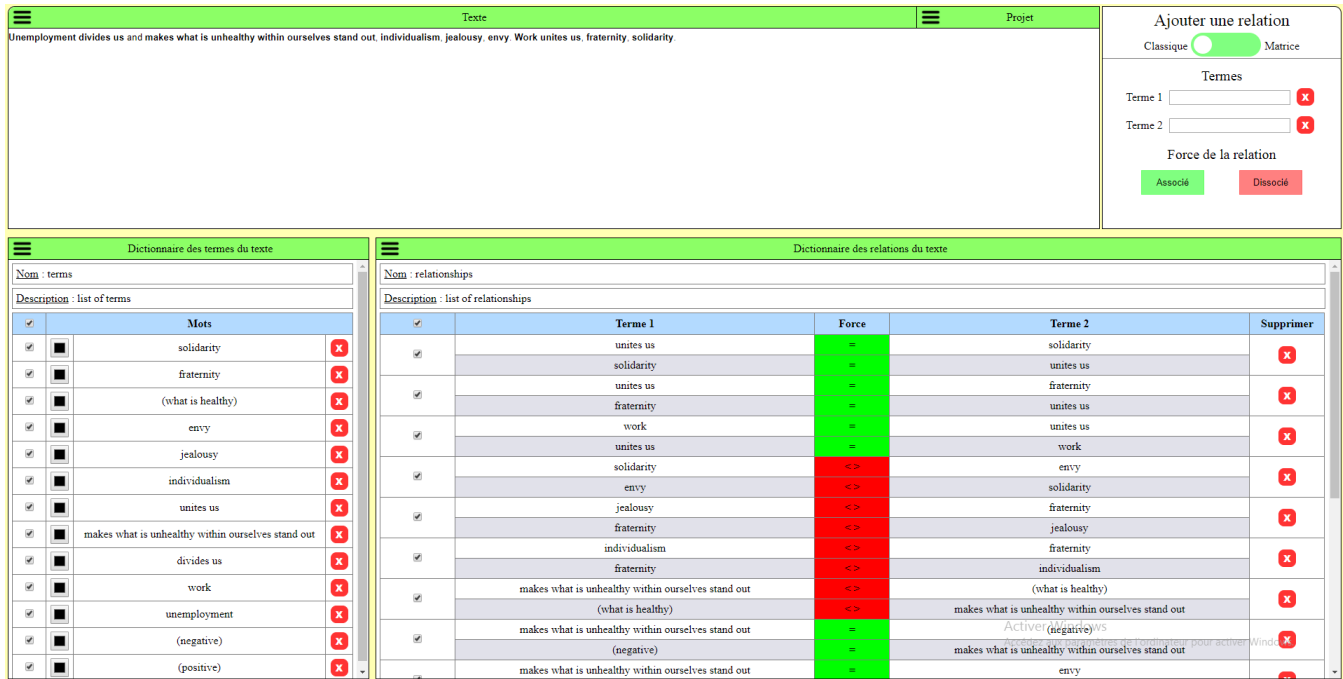 Texte
Projet
Unemployment divides us and makes what is unhealthy within ourselves stand out, individualism, jealousy, envy. Work unites us, fraternity, solidarity.
Ajouter une relation
Classique Matrice
Termes
Terme 1 x
Terme 2 x
Force de la relation
Associé Dissocié
Dictionnaire des termes du texte
Nom : terms
Description : list of terms
Mots
solidarity x
fraternity x
(what is healthy) x
envy x
jealousy x
individualism x
unites us x
makes what is unhealthy within ourselves stand out x
divides us x
work x
unemployment x
(negative) x
(positive) x
Dictionnaire des relations du texte
Nom : relationships
Description : list of relationships
Terme 1 Force Terme 2 Supprimer
unites us = solidarity x
solidarity = unites us
unites us = fraternity x
fraternity = unites us
work = unites us x
unites us = work
solidarity <> envy x
envy <> solidarity
jealousy <> fraternity x
fraternity <> jealousy
individualism <> fraternity x
fraternity <> individualism
makes what is unhealthy within ourselves stand out <> (what is healthy) x
(what is healthy) <> makes what is unhealthy within ourselves stand out
makes what is unhealthy within ourselves stand out = (negative) x
(negative) = makes what is unhealthy within ourselves stand out
makes what is unhealthy within ourselves stand out = envy
Activer Windows
Accédez aux paramètres de l'ordinateur pour activer Windo